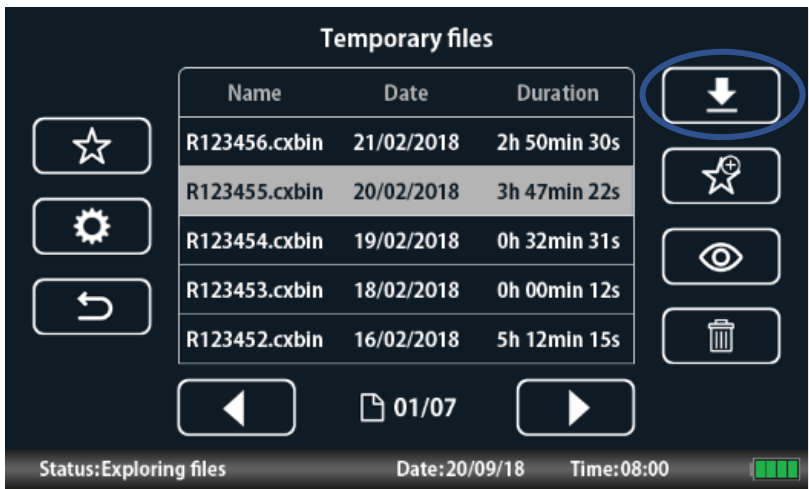 Temporary files
Name Date Duration
R123456.cxbin 21/02/2018 2h 50min 30s
R123455.cxbin 20/02/2018 3h 47min 22s
R123454.cxbin 19/02/2018 0h 32min 31s
R123453.cxbin 18/02/2018 0h 00min 12s
R123452.cxbin 16/02/2018 5h 12min 15s
01/07
Status:Exploring files Date:20/09/18 Time:08:00